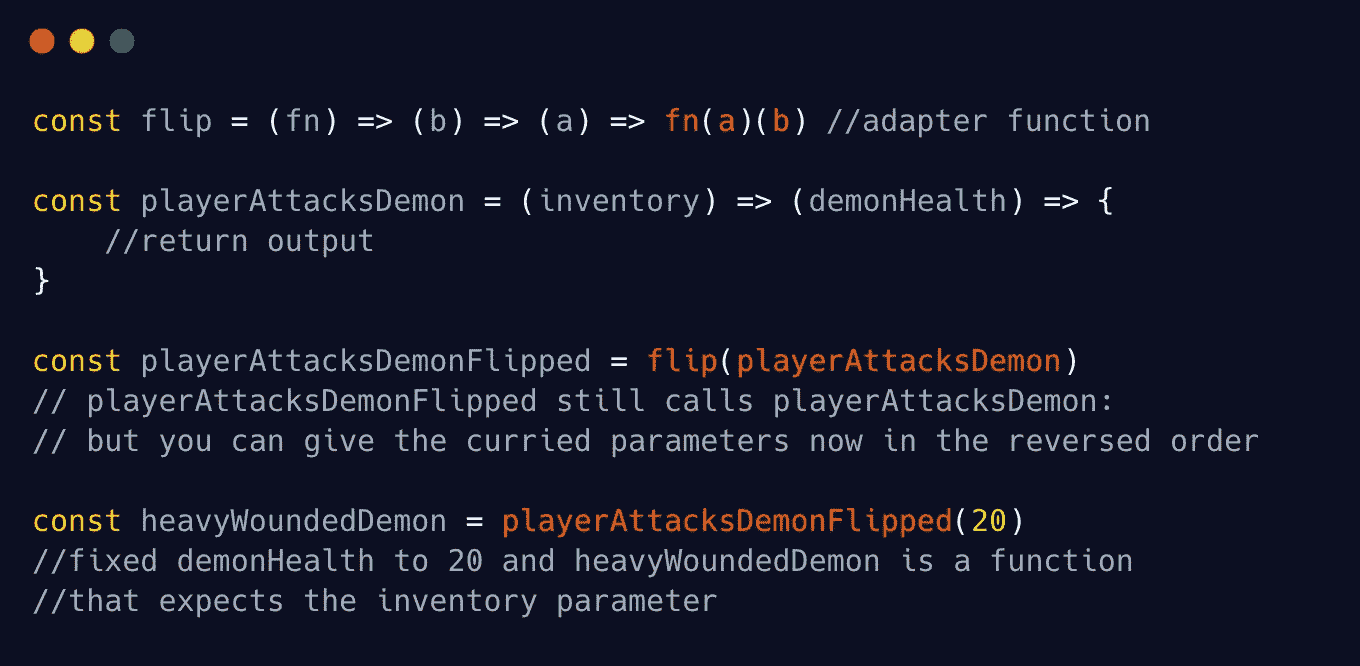 const flip = (fn) => (b) => (a) => fn(a)(b) //adapter function
const playerAttacksDemon = (inventory) => (demonHealth) => {
    //return output
}
const playerAttacksDemonFlipped = flip(playerAttacksDemon)
// playerAttacksDemonFlipped still calls playerAttacksDemon:
// but you can give the curried parameters now in the reversed order
const heavyWoundedDemon = playerAttacksDemonFlipped(20)
//fixed demonHealth to 20 and heavyWoundedDemon is a function
//that expects the inventory parameter